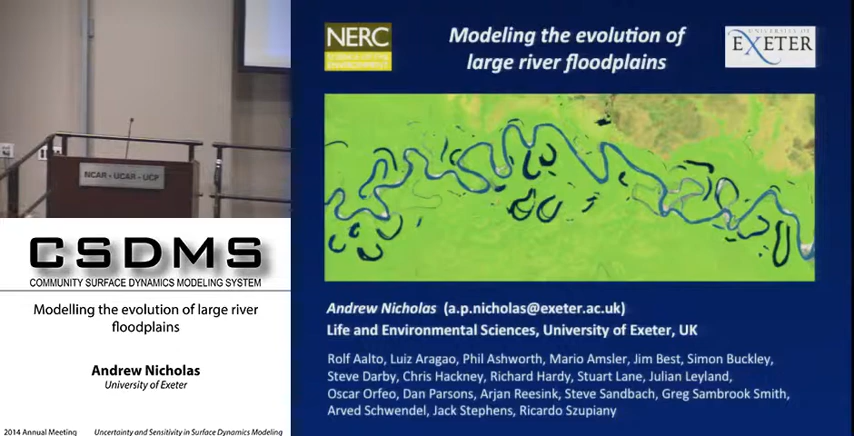 NCAR - UCAR - UCP
CSDMS
COMMUNITY SURFACE DYNAMICS MODELING SYSTEM
Modelling the evolution of large river
floodplains
Andrew Nicholas
University of Exeter
2014 Annual Meeting
Uncertainty and Sensitivity in Surface Dynamics Modeling
NERC
Modeling the evolution of
large river floodplains
UNIVERSITY OF
EXETER
Andrew Nicholas (a.p.nicholas@exeter.ac.uk)
Life and Environmental Sciences, University of Exeter, UK
Rolf Aalto, Luiz Aragao, Phil Ashworth, Mario Amsler, Jim Best, Simon Buckley,
Steve Darby, Chris Hackney, Richard Hardy, Stuart Lane, Julian Leyland,
Oscar Orfeo, Dan Parsons, Arjan Reesink, Steve Sandbach, Greg Sambrook Smith,
Arved Schwendel, Jack Stephens, Ricardo Szupiany